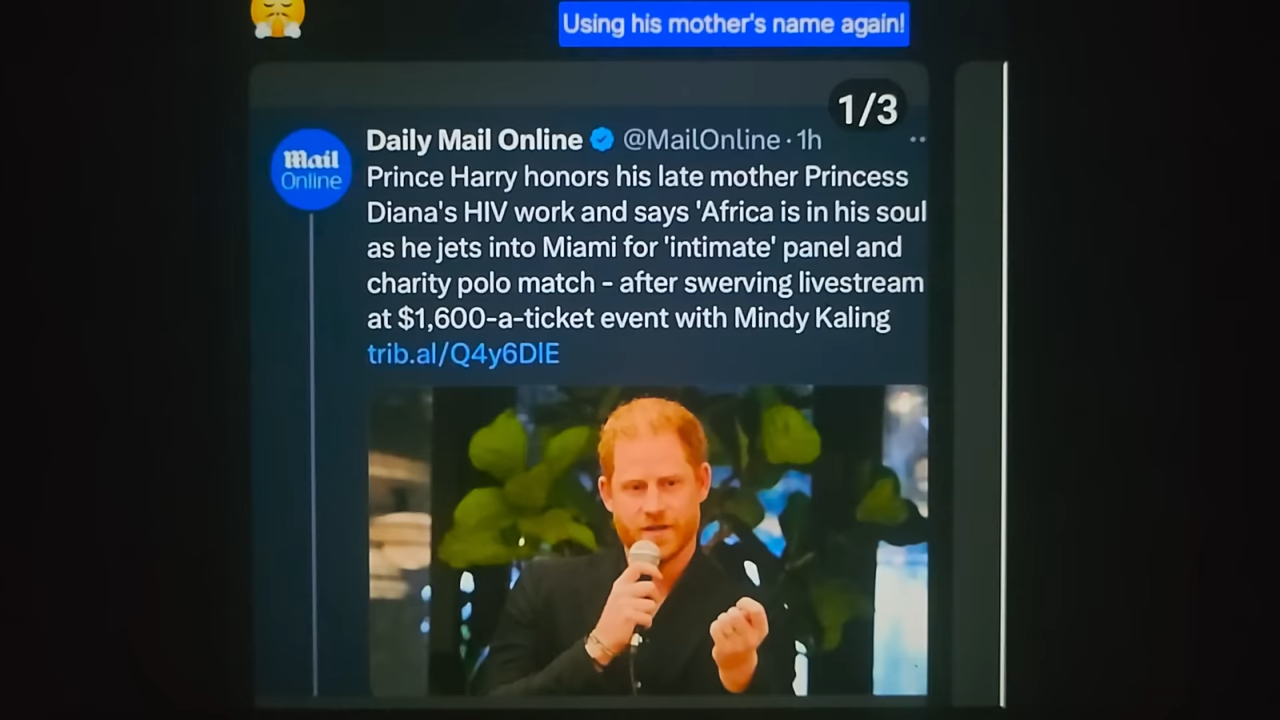 Using his mother's name again!
1/3
Mail
Online
Daily Mail Online @MailOnline · 1h
Prince Harry honors his late mother Princess
Diana's HIV work and says 'Africa is in his soul
as he jets into Miami for 'intimate' panel and
charity polo match - after swerving livestream
at $1,600-a-ticket event with Mindy Kaling
trib.al/Q4y6DlE